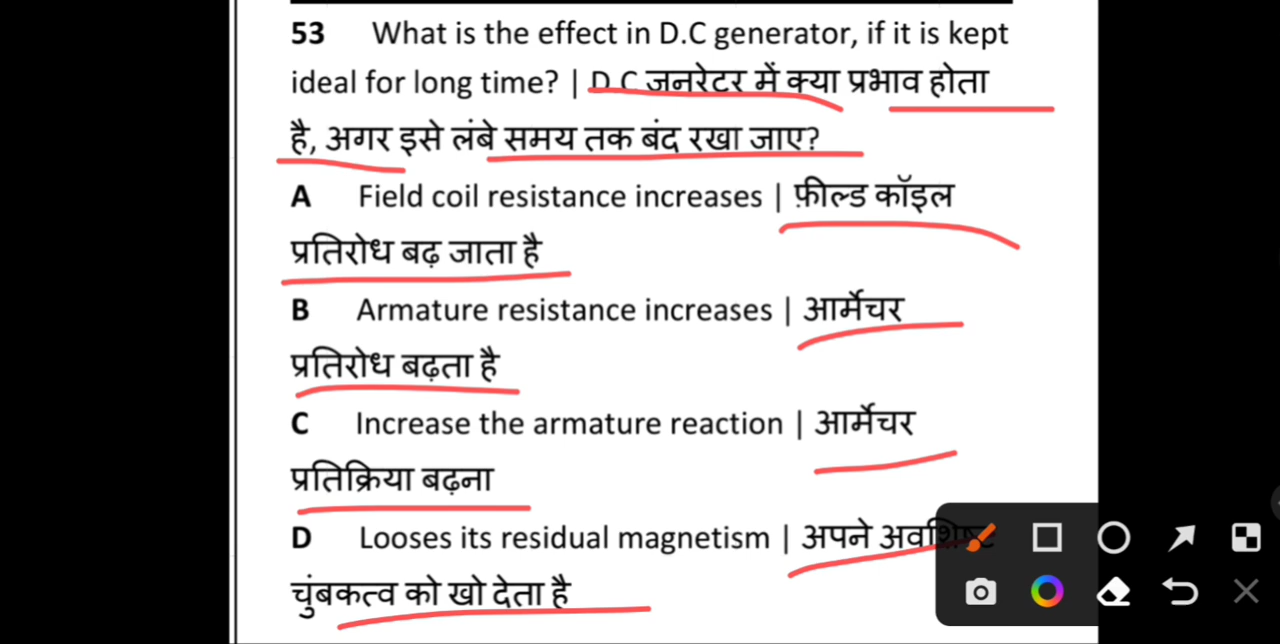 53 What is the effect in D.C generator, if it is kept
ideal for long time? | D C जनरेटर में क्या प्रभाव होता
है, अगर इसे लंबे समय तक बंद रखा जाए?
A Field coil resistance increases | फ़ील्ड कॉइल
प्रतिरोध बढ़ जाता है
B Armature resistance increases | आर्मेचर
प्रतिरोध बढ़ता है
C Increase the armature reaction | आर्मेचर
प्रतिक्रिया बढ़ना
D Looses its residual magnetism | अपने अवशिष्ट
चुंबकत्व को खो देता है